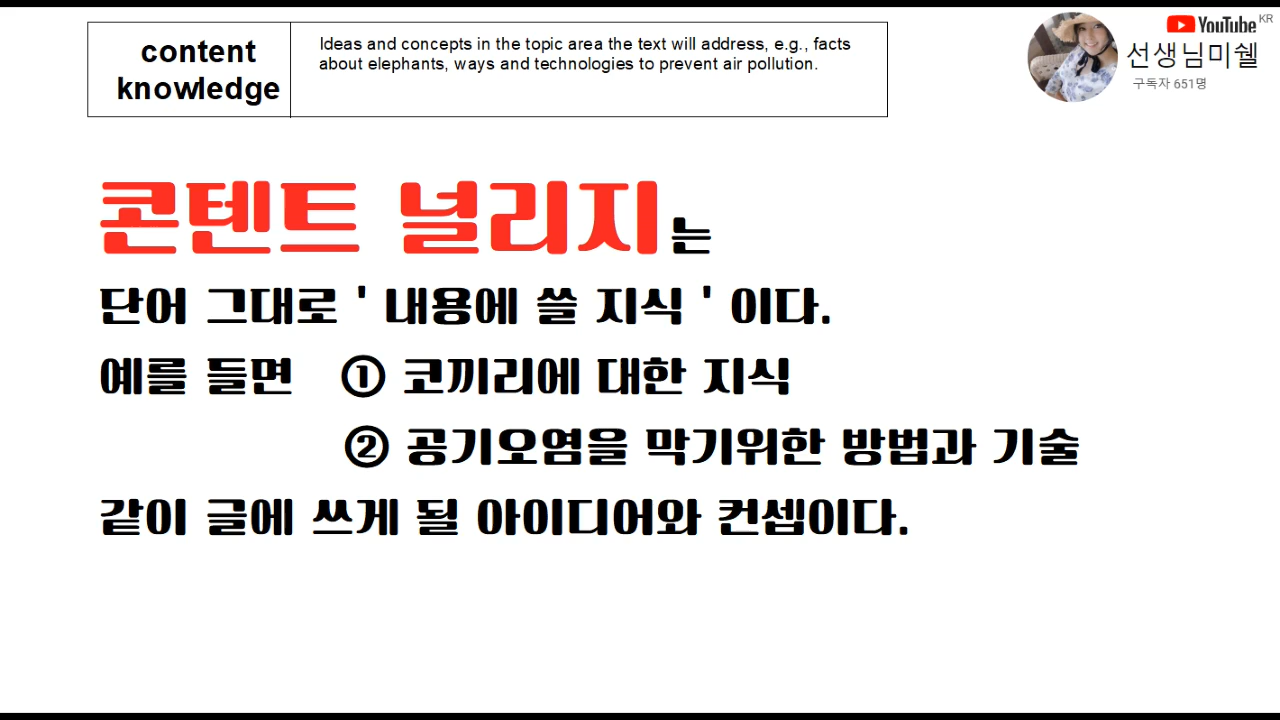 content
knowledge
Ideas and concepts in the topic area the text will address, e.g., facts
about elephants, ways and technologies to prevent air pollution.
YouTube KR
선생님미쉘
구독자 651명
콘텐트 널리지는
단어 그대로 ' 내용에 쓸 지식 ' 이다.
예를 들면 ① 코끼리에 대한 지식
② 공기오염을 막기위한 방법과 기술
같이 글에 쓰게 될 아이디어와 컨셉이다.